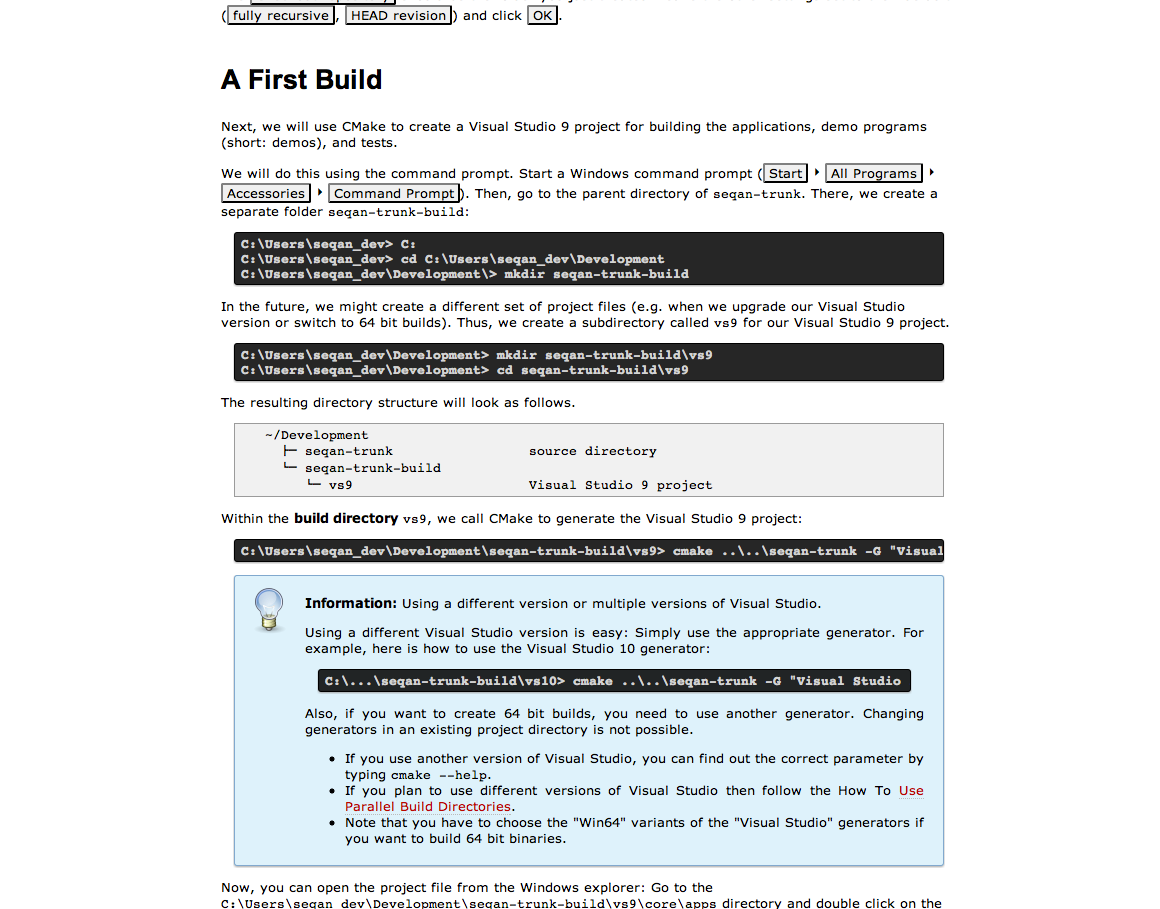 (fully recursive, HEAD revision) and click OK.
A First Build
Next, we will use CMake to create a Visual Studio 9 project for building the applications, demo programs
(short: demos), and tests.
We will do this using the command prompt. Start a Windows command prompt (Start ‣ All Programs ‣
Accessories ‣ Command Prompt). Then, go to the parent directory of seqan-trunk. There, we create a
separate folder seqan-trunk-build:
C:\Users\seqan_dev> C:
C:\Users\seqan_dev> cd C:\Users\seqan_dev\Development
C:\Users\seqan_dev\Development\> mkdir seqan-trunk-build
In the future, we might create a different set of project files (e.g. when we upgrade our Visual Studio
version or switch to 64 bit builds). Thus, we create a subdirectory called vs9 for our Visual Studio 9 project.
C:\Users\seqan_dev\Development> mkdir seqan-trunk-build\vs9
C:\Users\seqan_dev\Development> cd seqan-trunk-build\vs9
The resulting directory structure will look as follows.
~/Development
├─ seqan-trunk source directory
└─ seqan-trunk-build
└─ vs9 Visual Studio 9 project
Within the build directory vs9, we call CMake to generate the Visual Studio 9 project:
C:\Users\seqan_dev\Development\seqan-trunk-build\vs9> cmake ..\..\seqan-trunk -G "Visual
Information: Using a different version or multiple versions of Visual Studio.
Using a different Visual Studio version is easy: Simply use the appropriate generator. For
example, here is how to use the Visual Studio 10 generator:
C:\...\seqan-trunk-build\vs10> cmake ..\..\seqan-trunk -G "Visual Studio
Also, if you want to create 64 bit builds, you need to use another generator. Changing
generators in an existing project directory is not possible.
• If you use another version of Visual Studio, you can find out the correct parameter by
typing cmake --help.
• If you plan to use different versions of Visual Studio then follow the How To Use
Parallel Build Directories.
• Note that you have to choose the "Win64" variants of the "Visual Studio" generators if
you want to build 64 bit binaries.
Now, you can open the project file from the Windows explorer: Go to the
C:\Users\seqan_dev\Development\seqan-trunk-build\vs9\core\apps directory and double click on the